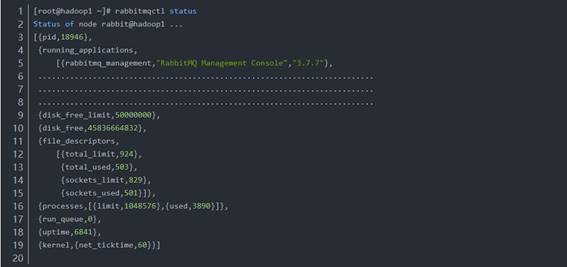 1 [root@hadoop1 ~]# rabbitmqctl status
2 Status of node rabbit@hadoop1 ...
3 [{pid,18946},
4 {running_applications,
5 [{rabbitmq_management,"RabbitMQ Management Console","3.7.7"},
6 ........................................................................
7 ........................................................................
8 ........................................................................
9 {disk_free_limit,50000000},
10 {disk_free,45836664832},
11 {file_descriptors,
12 [{total_limit,924},
13 {total_used,503},
14 {sockets_limit,829},
15 {sockets_used,501}]},
16 {processes,[{limit,1048576},{used,3890}]},
17 {run_queue,0},
18 {uptime,6841},
19 {kernel,{net_ticktime,60}}]
20